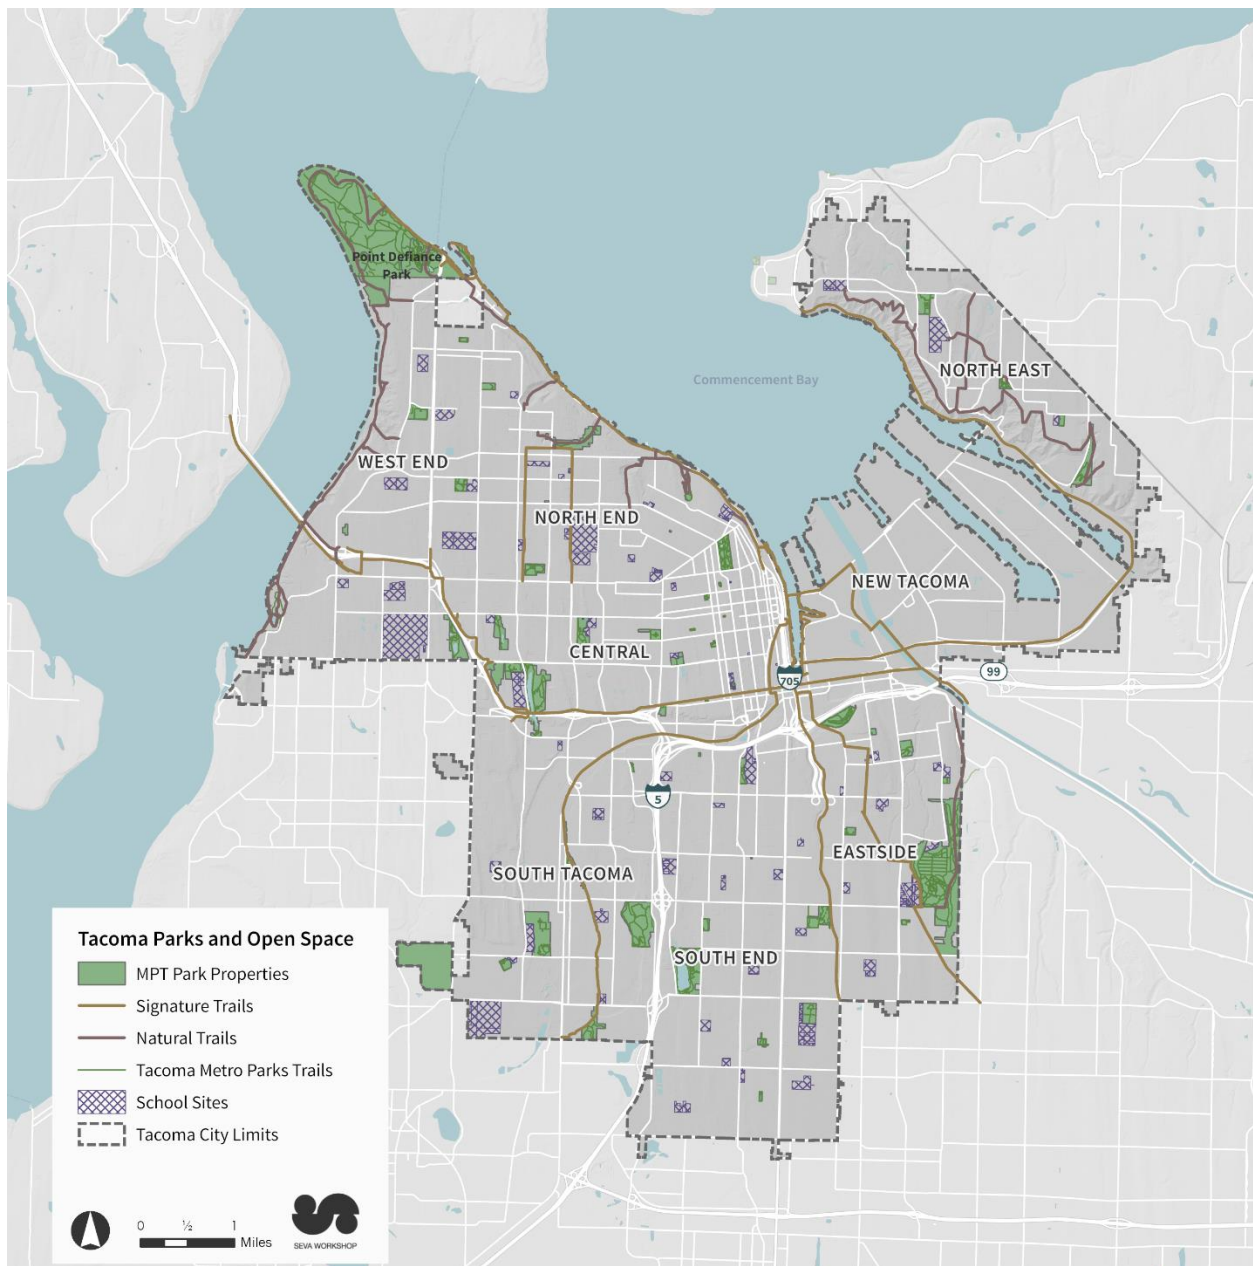 Point Defiance
Park
Commencement Bay
NORTH EAST
WEST END
NORTH END
NEW TACOMA
CENTRAL
705
99
5
EASTSIDE
SOUTH TACOMA
SOUTH END
Tacoma Parks and Open Space
MPT Park Properties
Signature Trails
Natural Trails
Tacoma Metro Parks Trails
School Sites
Tacoma City Limits
0 ½ 1
Miles
SEVA WORKSHOP